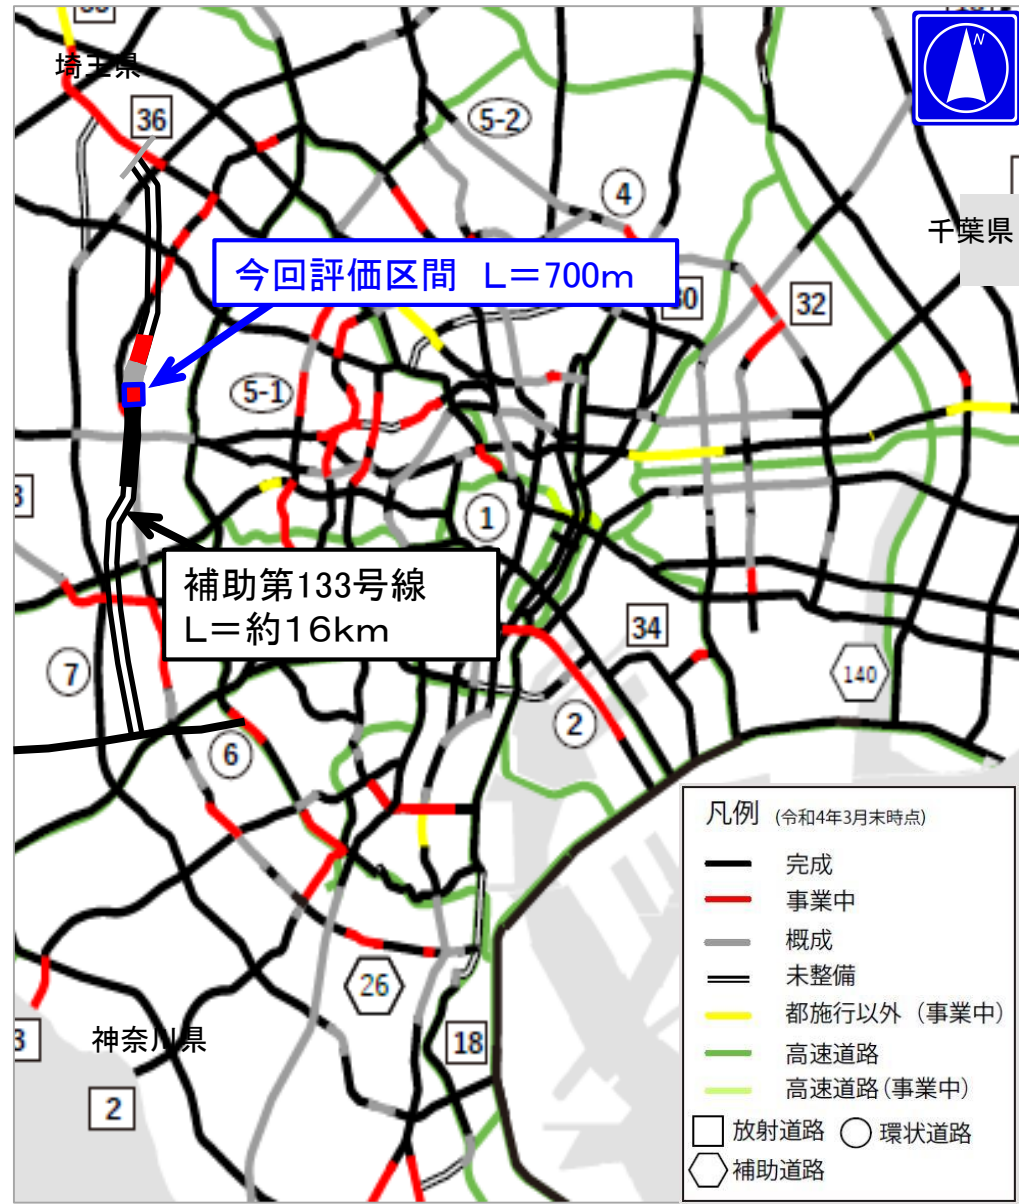 N
埼玉県
36
5-2
4
千葉県
今回評価区間 L=700m
30
32
5-1
1
補助第133号線
L=約16km
34
7
140
2
6
凡例 (令和4年3月末時点)
完成
事業中
概成
未整備
都施行以外(事業中)
高速道路
高速道路(事業中)
放射道路
環状道路
補助道路
26
18
神奈川県
3
2